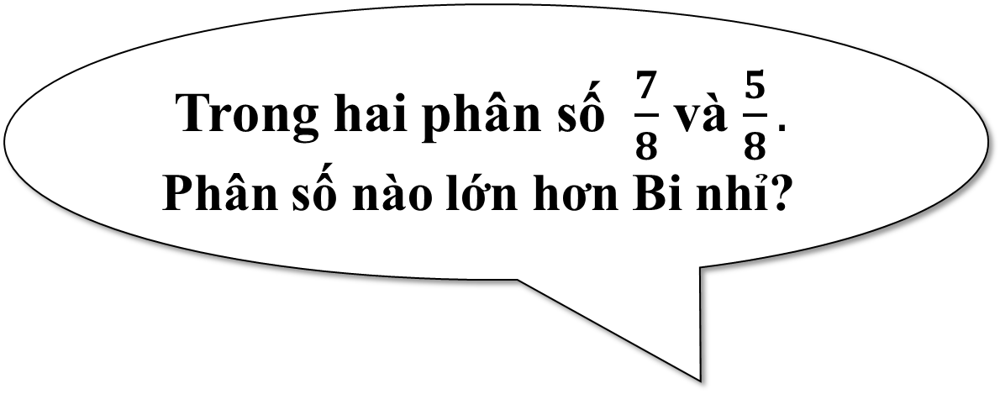 Trong hai phân số 7/8 và 5/8.
Phân số nào lớn hơn Bi nhỉ?